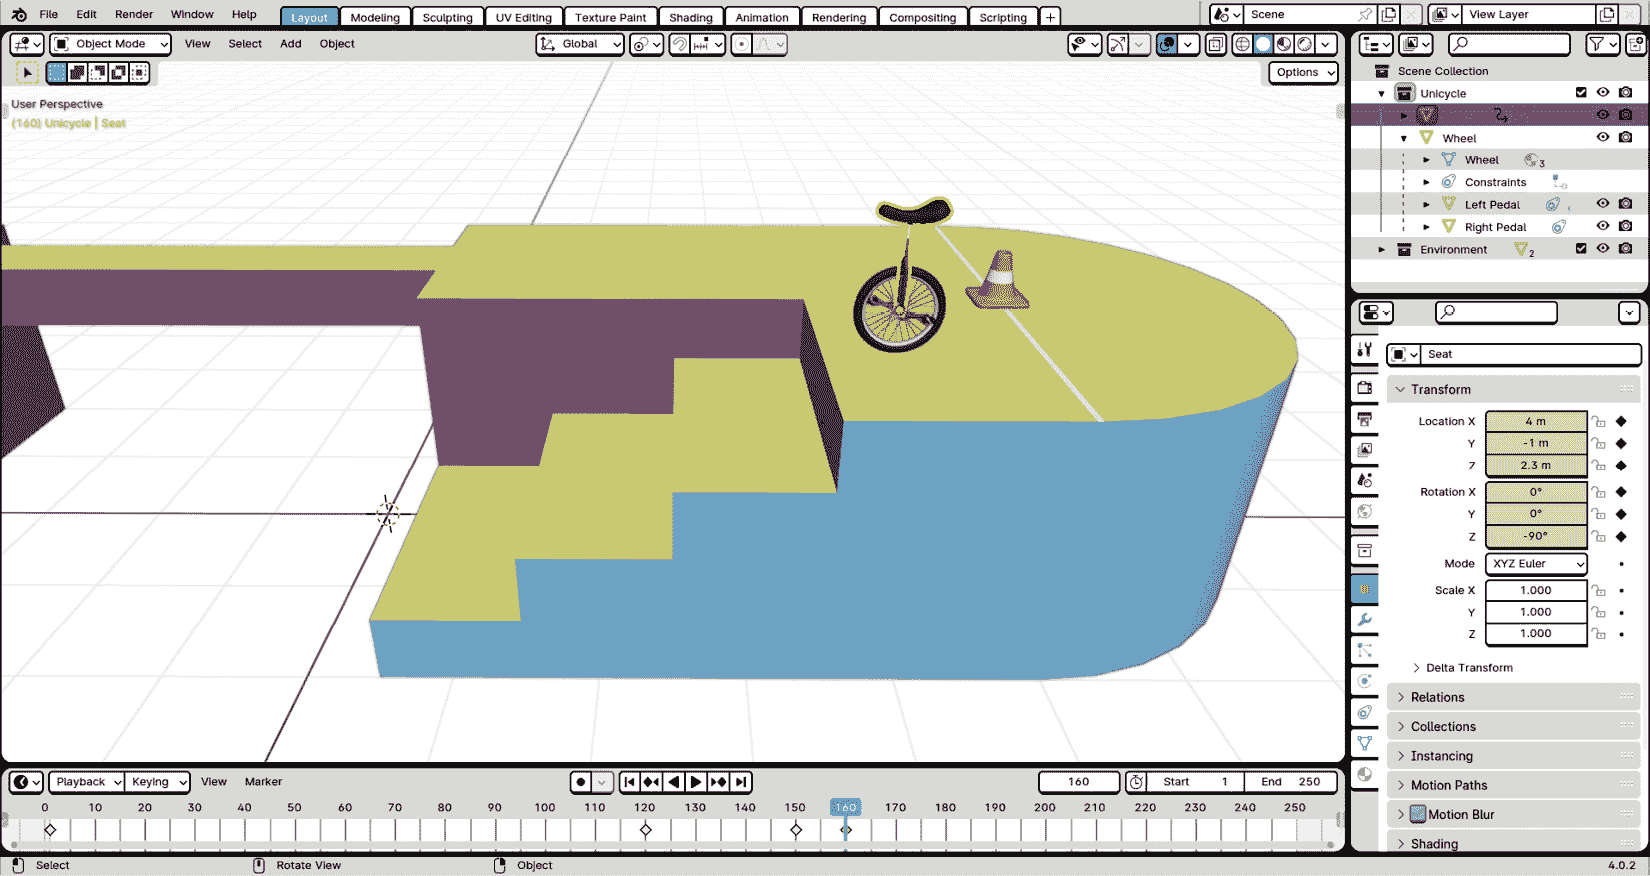 File Edit Render Window Help Layout Modeling Sculpting UV Editing Texture Paint Shading Animation Rendering Compositing Scripting + Scene View Layer
Object Mode View Select Add Object Global
Options
User Perspective
(160) Unicycle | Seat
Scene Collection
Unicycle
Wheel
Wheel 3
Constraints
Left Pedal
Right Pedal
Environment 2
Seat
Transform
Location X 4 m
Y -1 m
Z 2.3 m
Rotation X 0°
Y 0°
Z -90°
Mode XYZ Euler
Scale X 1.000
Y 1.000
Z 1.000
Delta Transform
Relations
Collections
Instancing
Motion Paths
Motion Blur
Shading
Playback Keying View Marker 160 Start 1 End 250
0 10 20 30 40 50 60 70 80 90 100 110 120 130 140 150 160 170 180 190 200 210 220 230 240 250
Select Rotate View Object 4.0.2